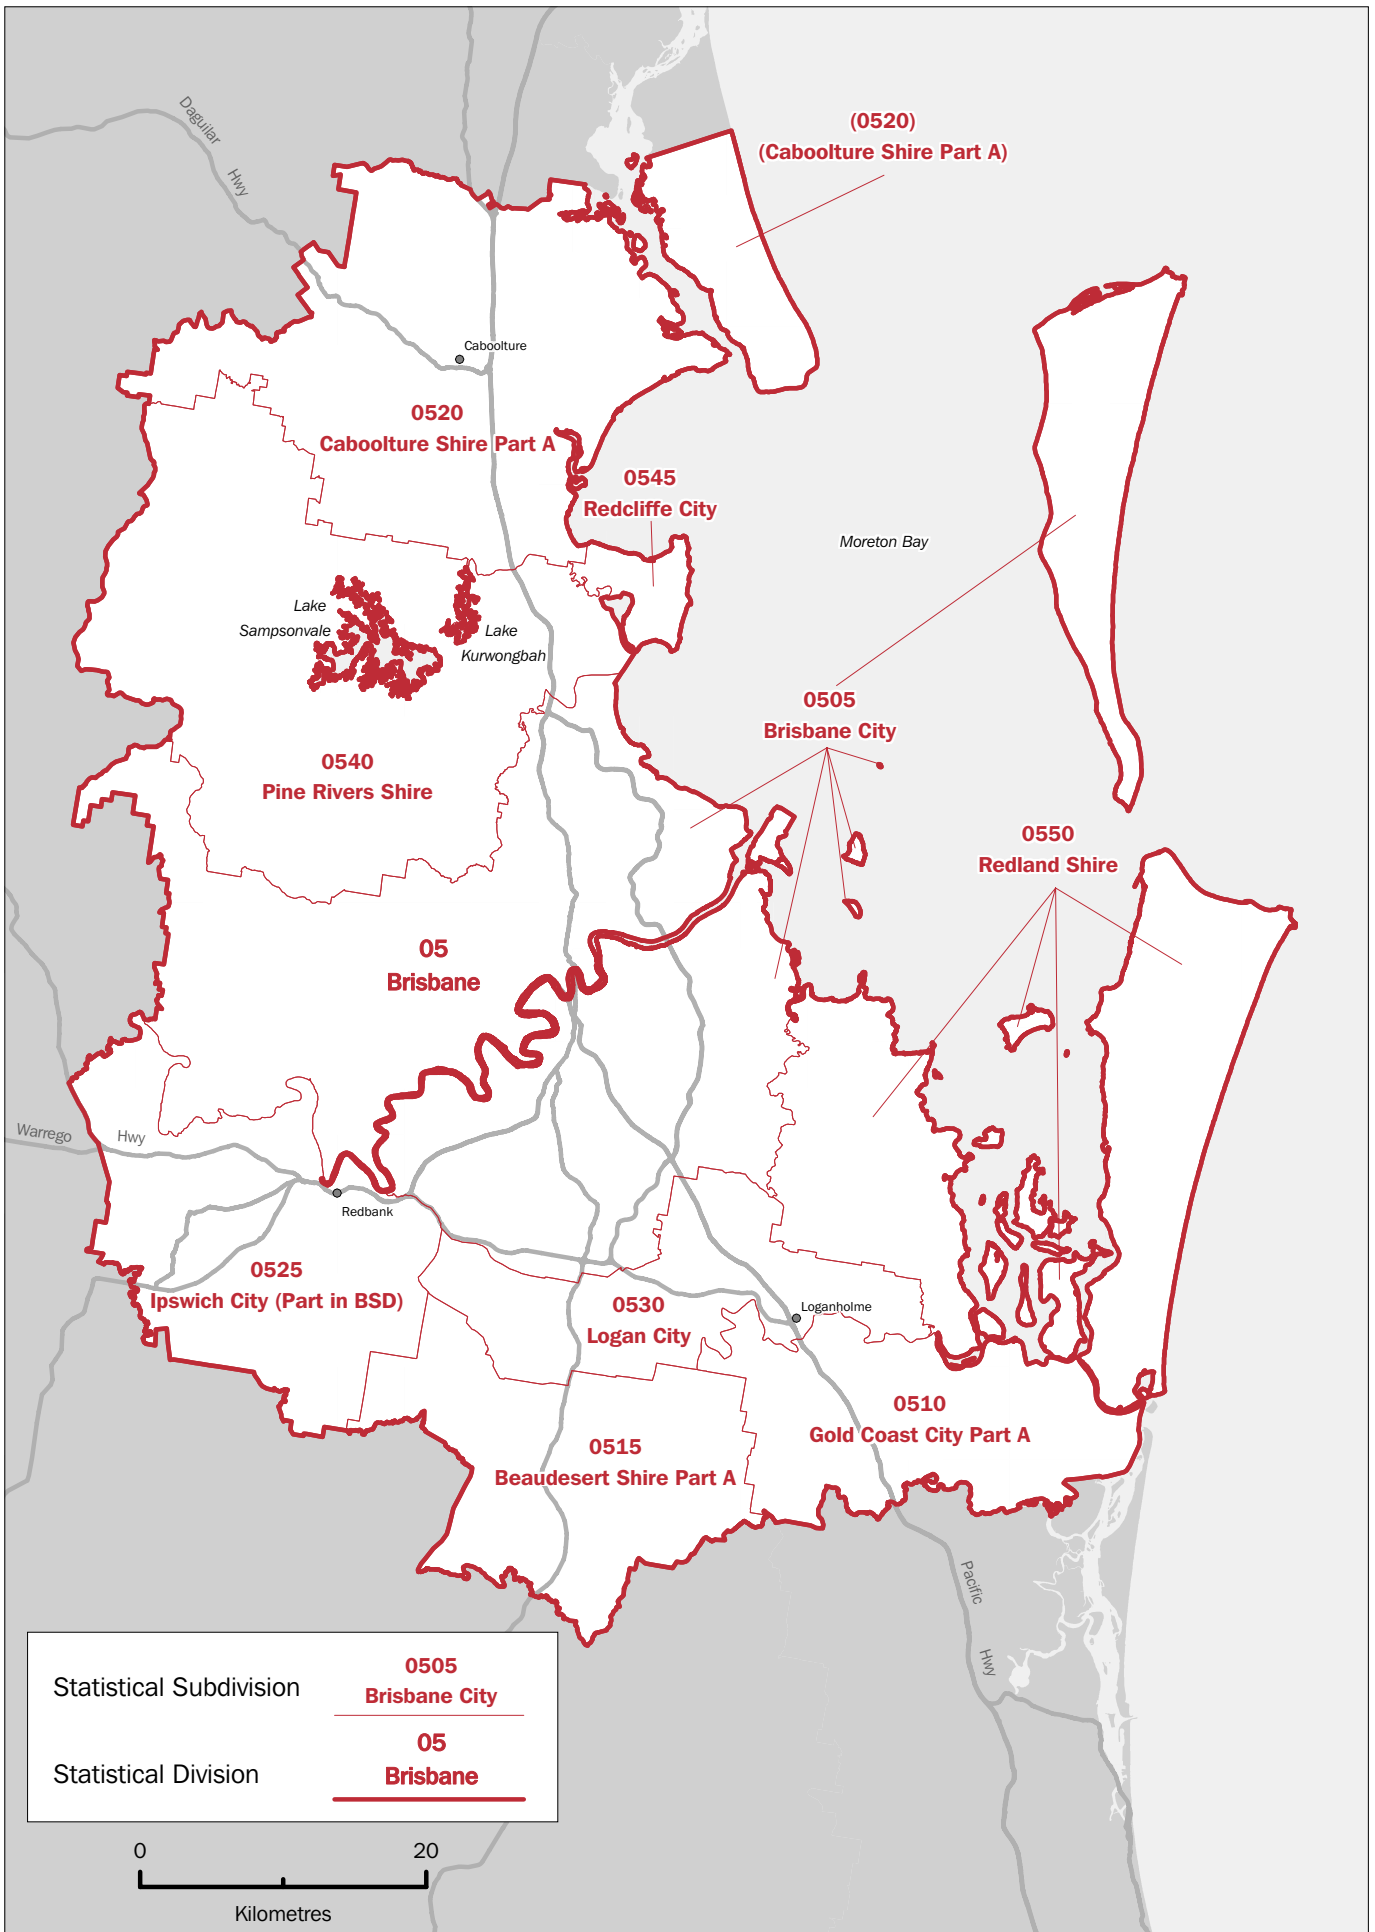 Daguilar
Hwy
(0520)
(Caboolture Shire Part A)
Caboolture
0520
Caboolture Shire Part A
0545
Redcliffe City
Moreton Bay
Lake
Sampsonvale
Lake
Kurwongbah
0505
Brisbane City
0540
Pine Rivers Shire
0550
Redland Shire
05
Brisbane
Warrego
Hwy
Redbank
0525
Ipswich City (Part in BSD)
0530
Logan City
Loganholme
0510
Gold Coast City Part A
0515
Beaudesert Shire Part A
Pacific
Hwy
Statistical Subdivision
0505
Brisbane City
Statistical Division
05
Brisbane
0
20
Kilometres